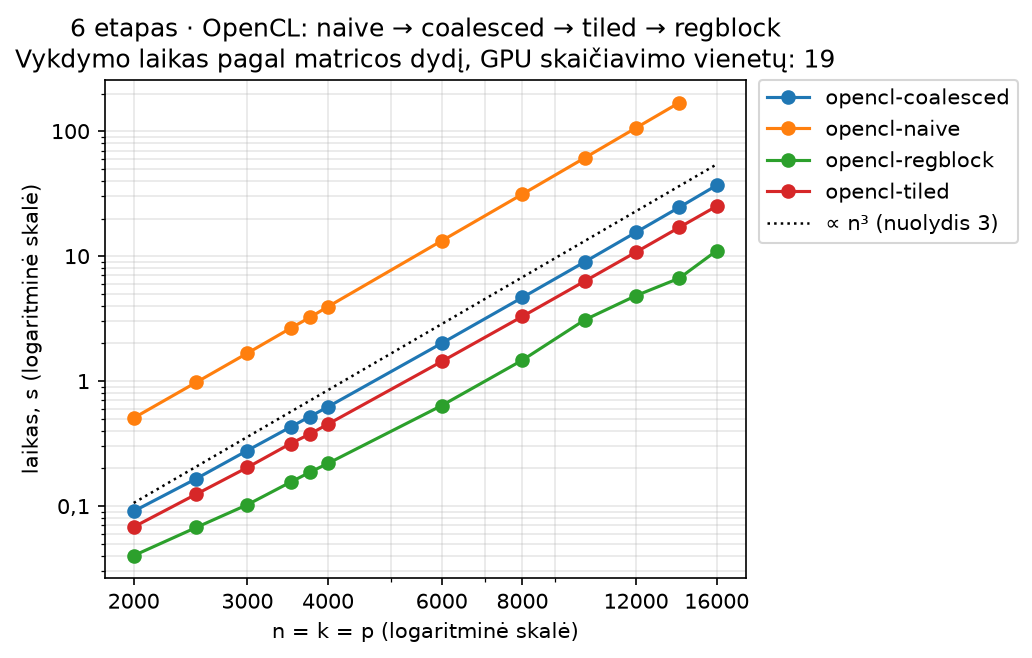 6 etapas · OpenCL: naive → coalesced → tiled → regblock
Vykdymo laikas pagal matricos dydį, GPU skaičiavimo vienetų: 19
opencl-coalesced
opencl-naive
opencl-regblock
opencl-tiled
∝ n³ (nuolydis 3)
laikas, s (logaritminė skalė)
100
10
1
0,1
2000 3000 4000 6000 8000 12000 16000
n = k = p (logaritminė skalė)